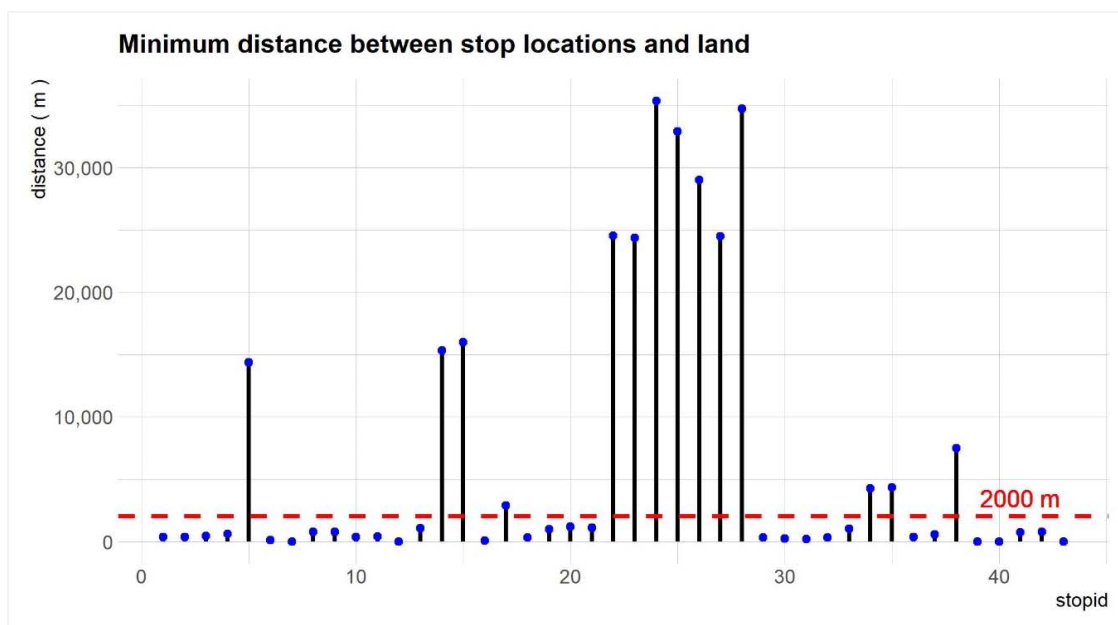 Minimum distance between stop locations and land
distance ( m )
30,000
20,000
10,000
0
2000 m
0 10 20 30 40
stopid